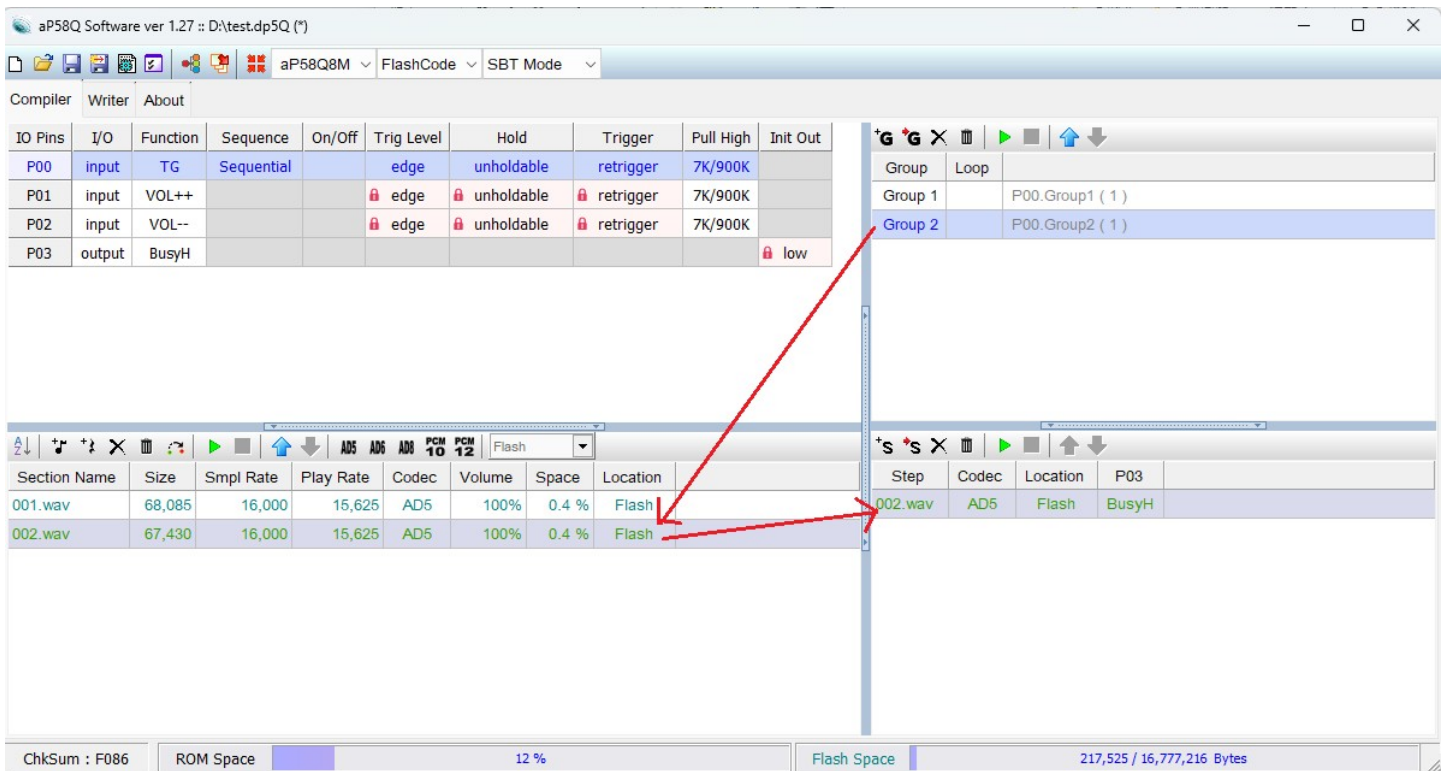 aP58Q Software ver 1.27 :: D:\test.dp5Q (*)
aP58Q8M FlashCode SBT Mode
Compiler Writer About
IO Pins I/O Function Sequence On/Off Trig Level Hold Trigger Pull High Init Out
P00 input TG Sequential edge unholdable retrigger 7K/900K
P01 input VOL++ edge unholdable retrigger 7K/900K
P02 input VOL-- edge unholdable retrigger 7K/900K
P03 output BusyH low
+G +G
Group Loop
Group 1 P00.Group1 ( 1 )
Group 2 P00.Group2 ( 1 )
AD5 AD6 AD8 PCM 10 PCM 12 Flash
Section Name Size Smpl Rate Play Rate Codec Volume Space Location
001.wav 68,085 16,000 15,625 AD5 100% 0.4 % Flash
002.wav 67,430 16,000 15,625 AD5 100% 0.4 % Flash
+S +S
Step Codec Location P03
002.wav AD5 Flash BusyH
ChkSum : F086 ROM Space 12 % Flash Space 217,525 / 16,777,216 Bytes